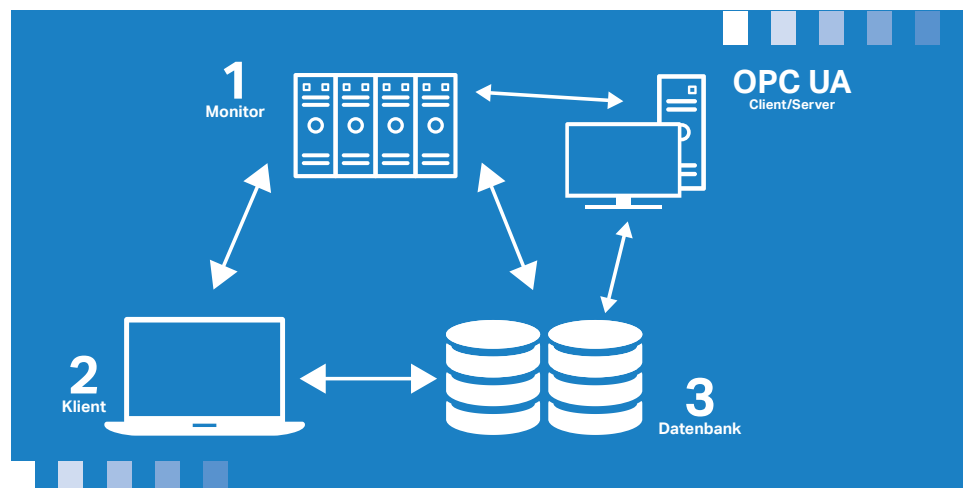 1
Monitor
OPC UA
Client/Server
2
Klient
3
Datenbank